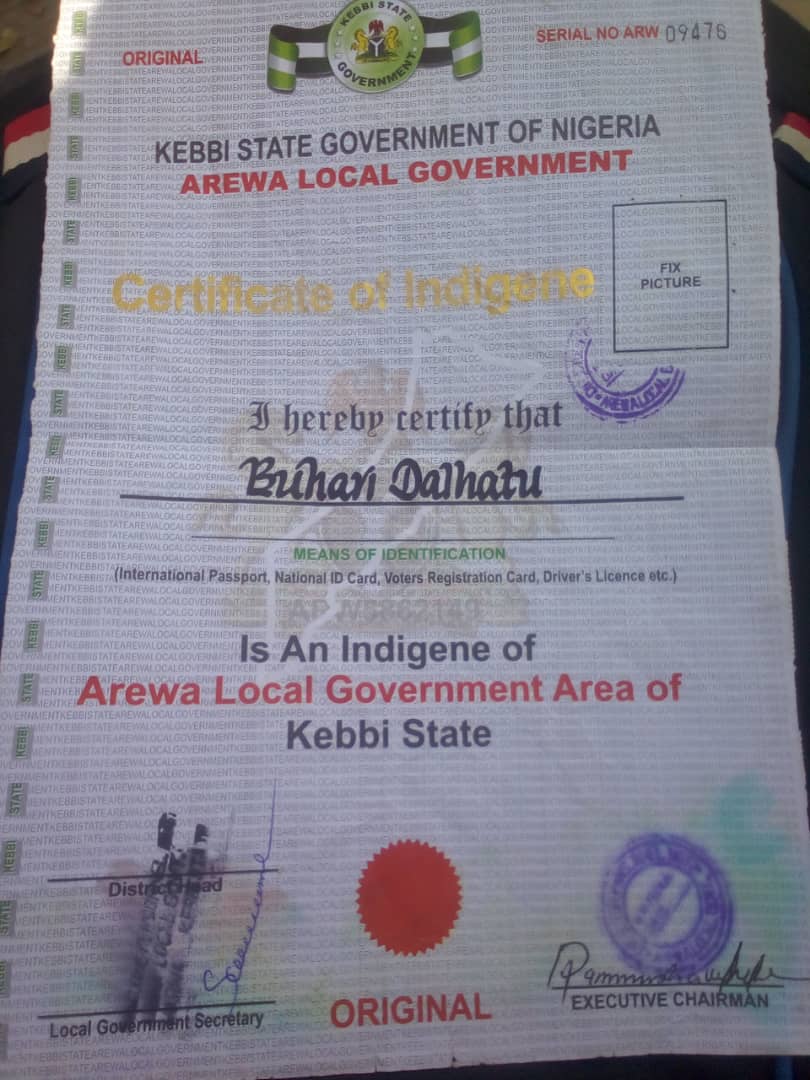 KEBBI STATE
GOVERNMENT
ORIGINAL
SERIAL NO ARW 09476
KEBBI STATE GOVERNMENT OF NIGERIA
AREWA LOCAL GOVERNMENT
Certificate of Indigene
FIX
PICTURE
I hereby certify that
Buhari Dalhatu
MEANS OF IDENTIFICATION
(International Passport, National ID Card, Voters Registration Card, Driver's Licence etc.)
Is An Indigene of
Arewa Local Government Area of
Kebbi State
District Head
Local Government Secretary
ORIGINAL
EXECUTIVE CHAIRMAN